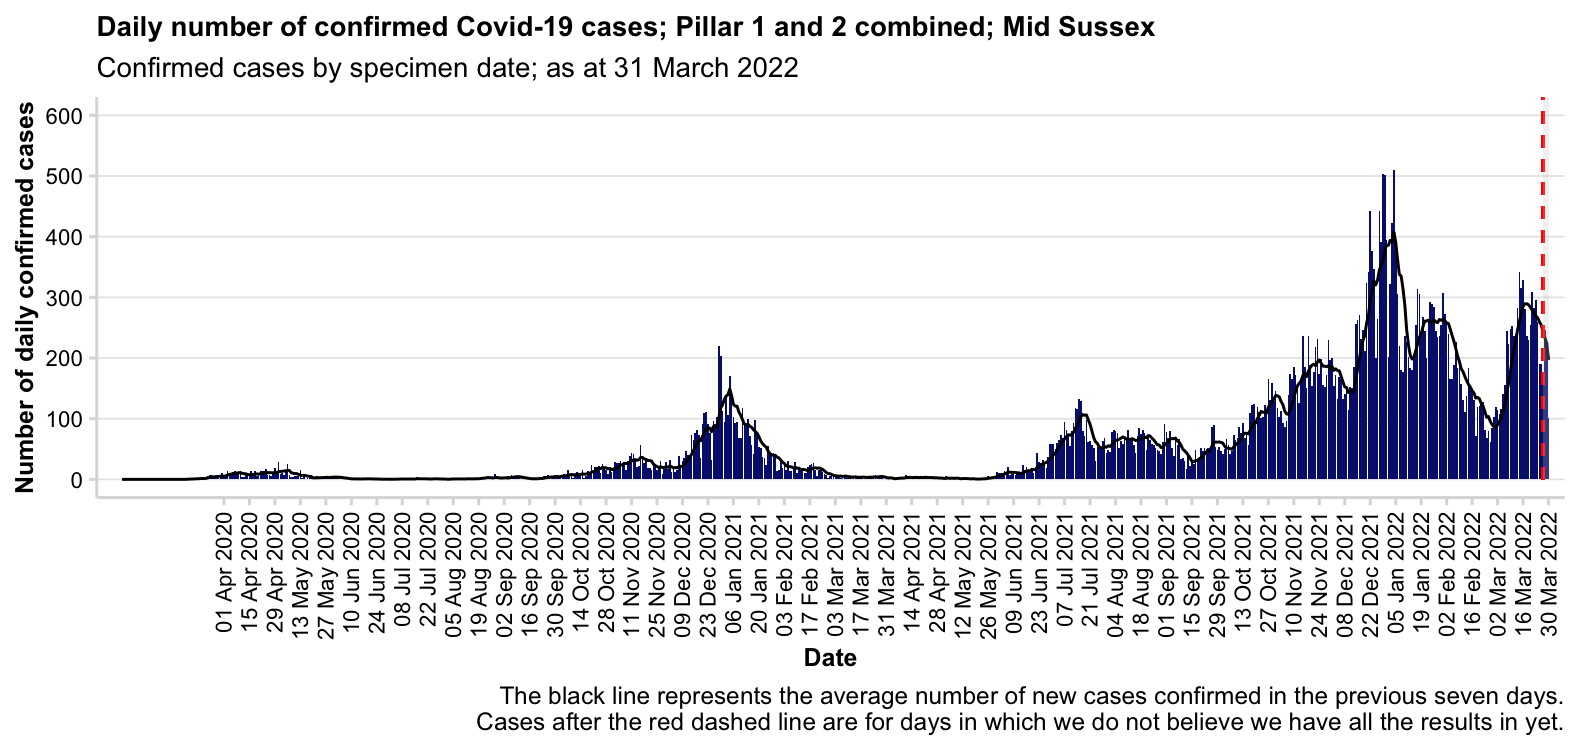 Daily number of confirmed Covid-19 cases; Pillar 1 and 2 combined; Mid Sussex
Confirmed cases by specimen date; as at 31 March 2022
Number of daily confirmed cases
600
500
400
300
200
100
0
01 Apr 2020
15 Apr 2020
29 Apr 2020
13 May 2020
27 May 2020
10 Jun 2020
24 Jun 2020
08 Jul 2020
22 Jul 2020
05 Aug 2020
19 Aug 2020
02 Sep 2020
16 Sep 2020
30 Sep 2020
14 Oct 2020
28 Oct 2020
11 Nov 2020
25 Nov 2020
09 Dec 2020
23 Dec 2020
06 Jan 2021
20 Jan 2021
03 Feb 2021
17 Feb 2021
03 Mar 2021
17 Mar 2021
31 Mar 2021
14 Apr 2021
28 Apr 2021
12 May 2021
26 May 2021
09 Jun 2021
23 Jun 2021
07 Jul 2021
21 Jul 2021
04 Aug 2021
18 Aug 2021
01 Sep 2021
15 Sep 2021
29 Sep 2021
13 Oct 2021
27 Oct 2021
10 Nov 2021
24 Nov 2021
08 Dec 2021
22 Dec 2021
05 Jan 2022
19 Jan 2022
02 Feb 2022
16 Feb 2022
02 Mar 2022
16 Mar 2022
30 Mar 2022
Date
The black line represents the average number of new cases confirmed in the previous seven days.
Cases after the red dashed line are for days in which we do not believe we have all the results in yet.